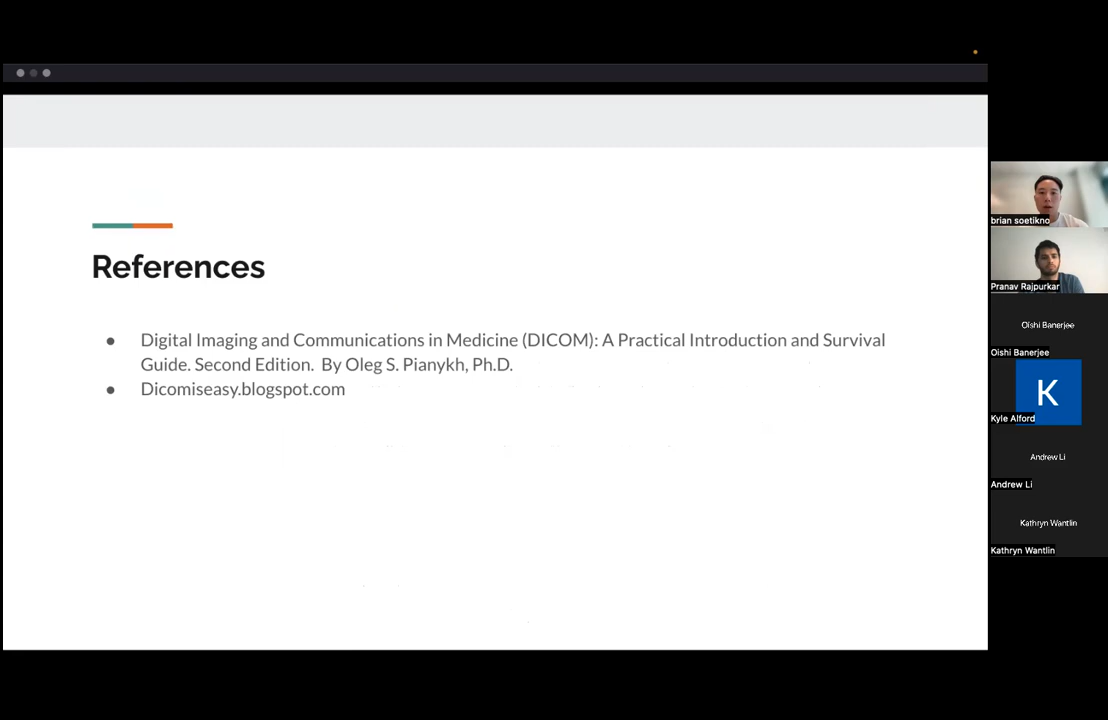 References
● Digital Imaging and Communications in Medicine (DICOM): A Practical Introduction and Survival
Guide. Second Edition. By Oleg S. Pianykh, Ph.D.
● Dicomiseasy.blogspot.com
brian soetikno
Pranav Rajpurkar
Oishi Banerjee
Oishi Banerjee
K
Kyle Alford
Andrew Li
Andrew Li
Kathryn Wantlin
Kathryn Wantlin